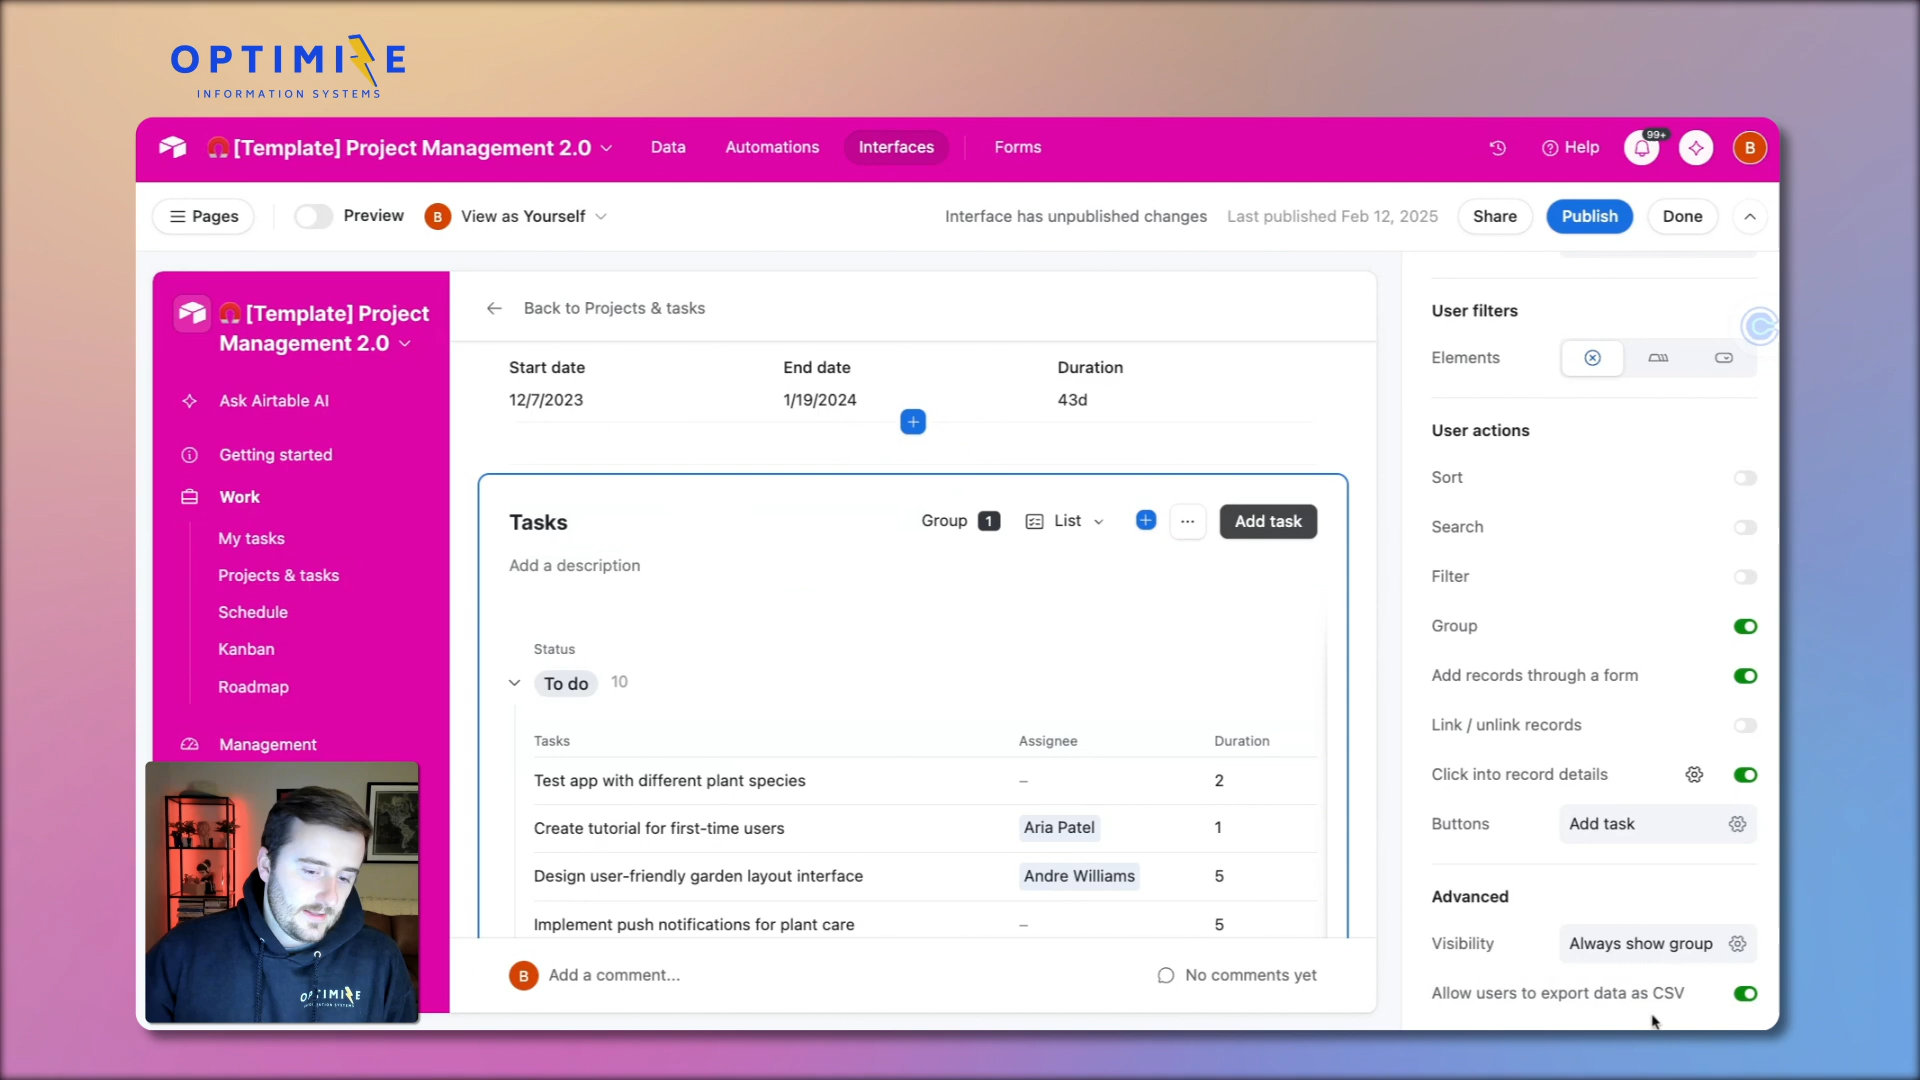 OPTIMIZE
INFORMATION SYSTEMS
[Template] Project Management 2.0
Data
Automations
Interfaces
Forms
Help
99+
B
Pages
Preview
B
View as Yourself
Interface has unpublished changes
Last published Feb 12, 2025
Share
Publish
Done
[Template] Project
Management 2.0
Ask Airtable AI
Getting started
Work
My tasks
Projects & tasks
Schedule
Kanban
Roadmap
Management
Back to Projects & tasks
Start date
End date
Duration
12/7/2023
1/19/2024
43d
Tasks
Group 1
List
Add task
Add a description
Status
To do 10
Tasks
Assignee
Duration
Test app with different plant species
–
2
Create tutorial for first-time users
Aria Patel
1
Design user-friendly garden layout interface
Andre Williams
5
Implement push notifications for plant care
–
5
B
Add a comment...
No comments yet
User filters
Elements
User actions
Sort
Search
Filter
Group
Add records through a form
Link / unlink records
Click into record details
Buttons
Add task
Advanced
Visibility
Always show group
Allow users to export data as CSV
OPTIMIZE
INFORMATION SYSTEMS